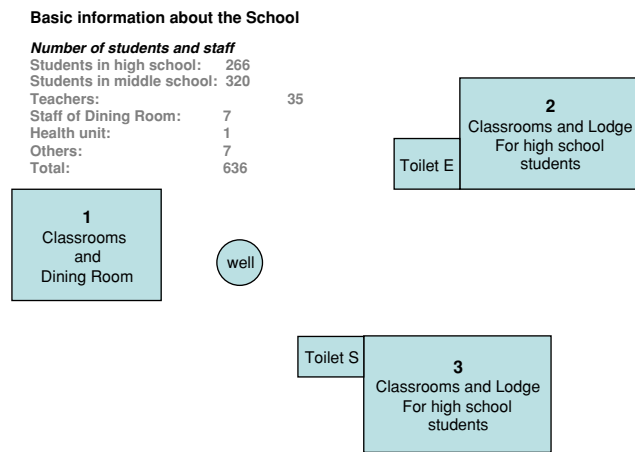 Basic information about the School
Number of students and staff
Students in high school: 266
Students in middle school: 320
Teachers: 35
Staff of Dining Room: 7
Health unit: 1
Others: 7
Total: 636
2
Classrooms and Lodge
For high school
students
Toilet E
1
Classrooms
and
Dining Room
well
Toilet S
3
Classrooms and Lodge
For high school
students